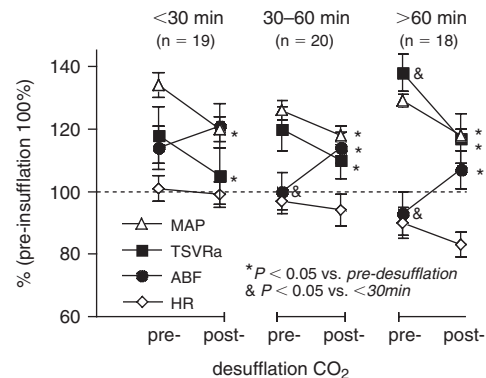 <30 min 30–60 min >60 min
(n = 19) (n = 20) (n = 18)
% (pre-insufflation 100%)
140
120
100
80
60
&
*
*
*
*
*
&
*
*
*
&
MAP
TSVRa
ABF
HR
*P < 0.05 vs. pre-desufflation
& P < 0.05 vs. <30min
pre- post- pre- post- pre- post-
desufflation CO2